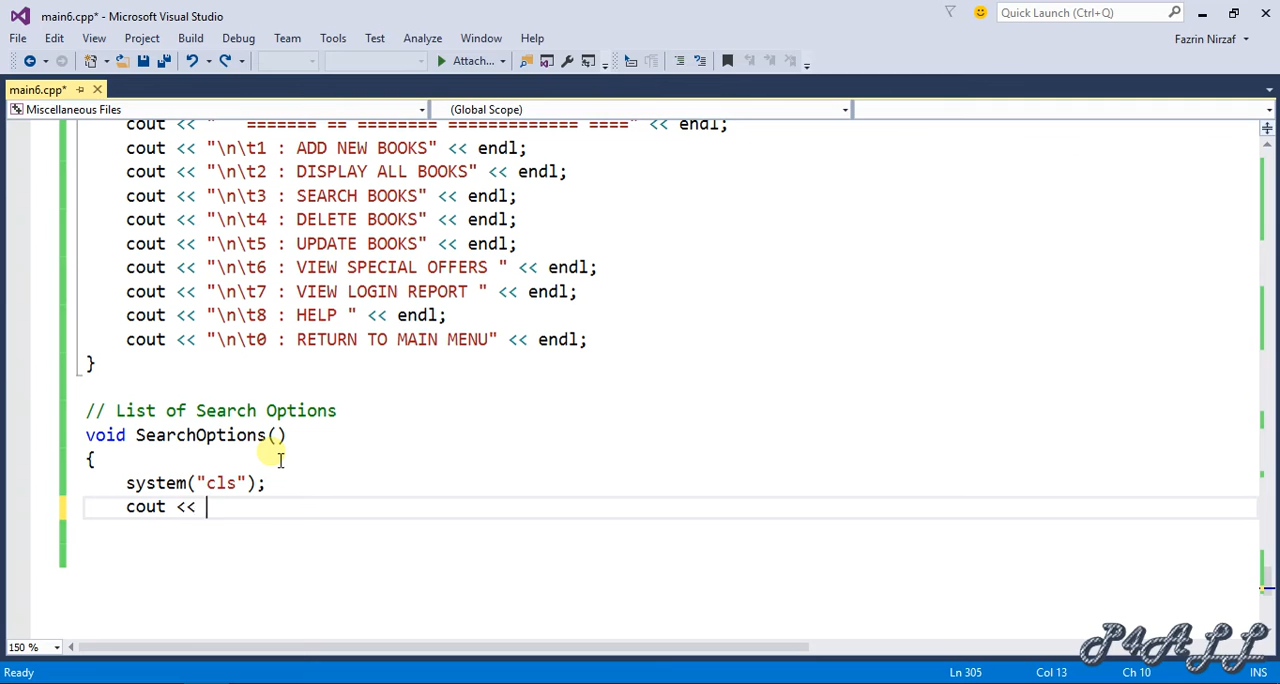 main6.cpp* - Microsoft Visual Studio
Quick Launch (Ctrl+Q)
File Edit View Project Build Debug Team Tools Test Analyze Window Help
Fazrin Nirzaf
Attach...
main6.cpp*
Miscellaneous Files
(Global Scope)
cout << "   ======= == ======== ============= ====" << endl;
cout << "\n\t1 : ADD NEW BOOKS" << endl;
cout << "\n\t2 : DISPLAY ALL BOOKS" << endl;
cout << "\n\t3 : SEARCH BOOKS" << endl;
cout << "\n\t4 : DELETE BOOKS" << endl;
cout << "\n\t5 : UPDATE BOOKS" << endl;
cout << "\n\t6 : VIEW SPECIAL OFFERS " << endl;
cout << "\n\t7 : VIEW LOGIN REPORT " << endl;
cout << "\n\t8 : HELP " << endl;
cout << "\n\t0 : RETURN TO MAIN MENU" << endl;
}
// List of Search Options
void SearchOptions()
{
system("cls");
cout <<
P4ALL
150 %
Ready
Ln 305
Col 13
Ch 10
INS